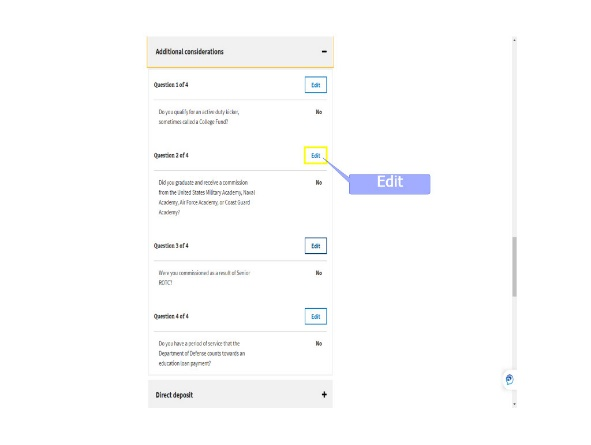 Additional considerations
Question 1 of 4
Edit
Do you qualify for an active duty kicker,
sometimes called a College Fund?
No
Question 2 of 4
Edit
Edit
Did you graduate and receive a commission
from the United States Military Academy, Naval
Academy, Air Force Academy, or Coast Guard
Academy?
No
Question 3 of 4
Edit
Were you commissioned as a result of Senior
ROTC?
No
Question 4 of 4
Edit
Do you have a period of service that the
Department of Defense counts towards an
education loan payment?
No
Direct deposit